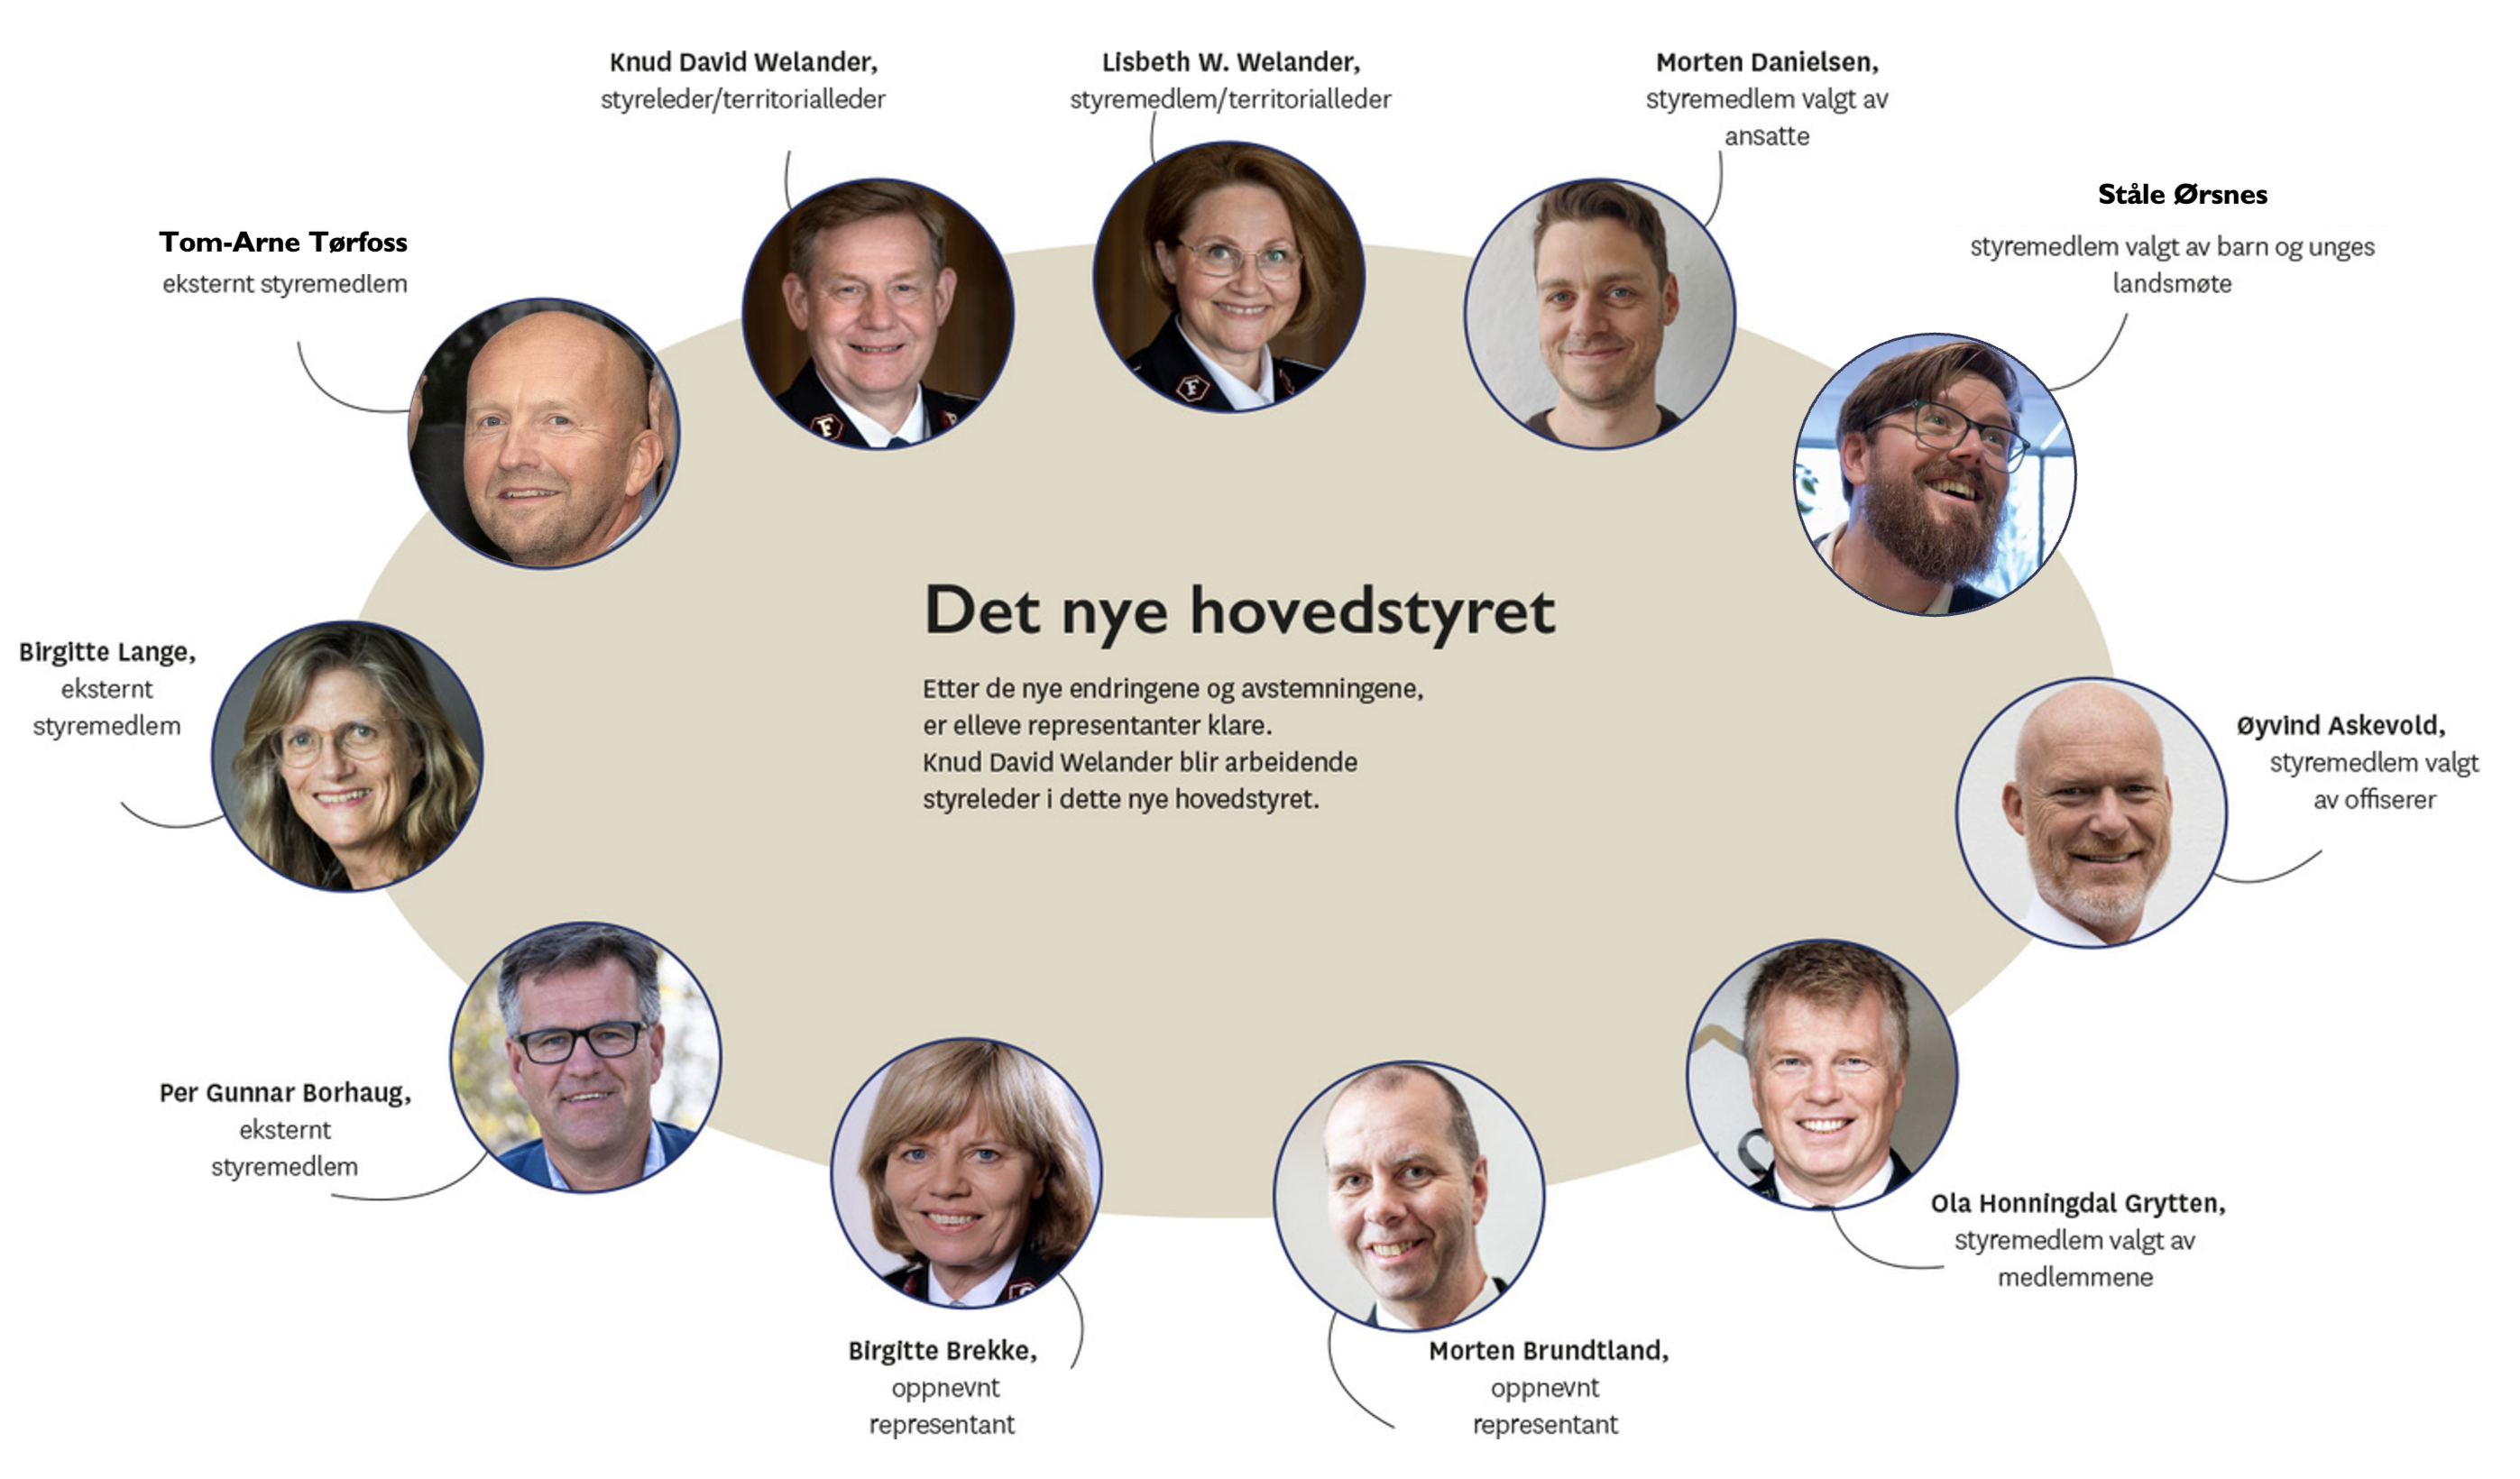 Knud David Welander,
styreleder/territorialleder
Lisbeth W. Welander,
styremedlem/territorialleder
Morten Danielsen,
styremedlem valgt av
ansatte
Ståle Ørsnes
styremedlem valgt av barn og unges
landsmøte
Tom-Arne Tørfoss
eksternt styremedlem
Det nye hovedstyret
Etter de nye endringene og avstemningene,
er elleve representanter klare.
Knud David Welander blir arbeidende
styreleder i dette nye hovedstyret.
Birgitte Lange,
eksternt
styremedlem
Øyvind Askevold,
styremedlem valgt
av offiserer
Per Gunnar Borhaug,
eksternt
styremedlem
Ola Honningdal Grytten,
styremedlem valgt av
medlemmene
Birgitte Brekke,
oppnevnt
representant
Morten Brundtland,
oppnevnt
representant